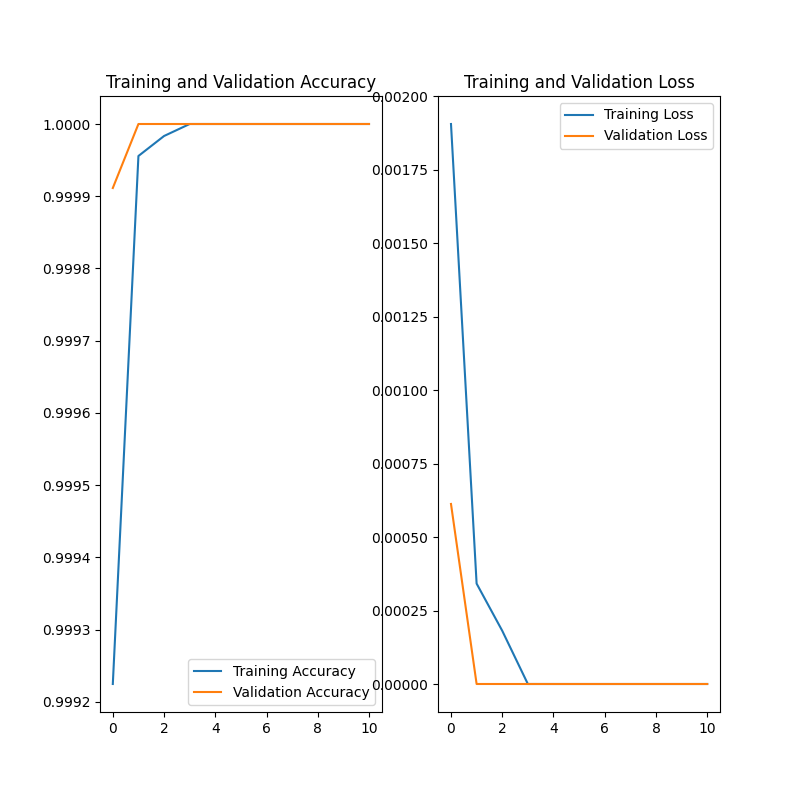 Training and Validation Accuracy
1.0000
0.9999
0.9998
0.9997
0.9996
0.9995
0.9994
0.9993
0.9992
0 2 4 6 8 10
Training Accuracy
Validation Accuracy
Training and Validation Loss
0.00200
0.00175
0.00150
0.00125
0.00100
0.00075
0.00050
0.00025
0.00000
0 2 4 6 8 10
Training Loss
Validation Loss